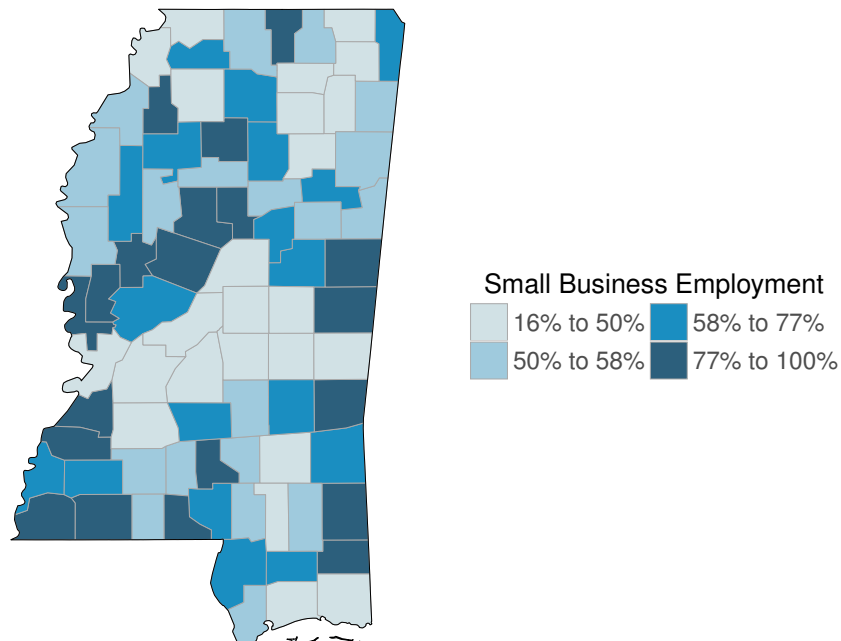 Small Business Employment
16% to 50%
58% to 77%
50% to 58%
77% to 100%